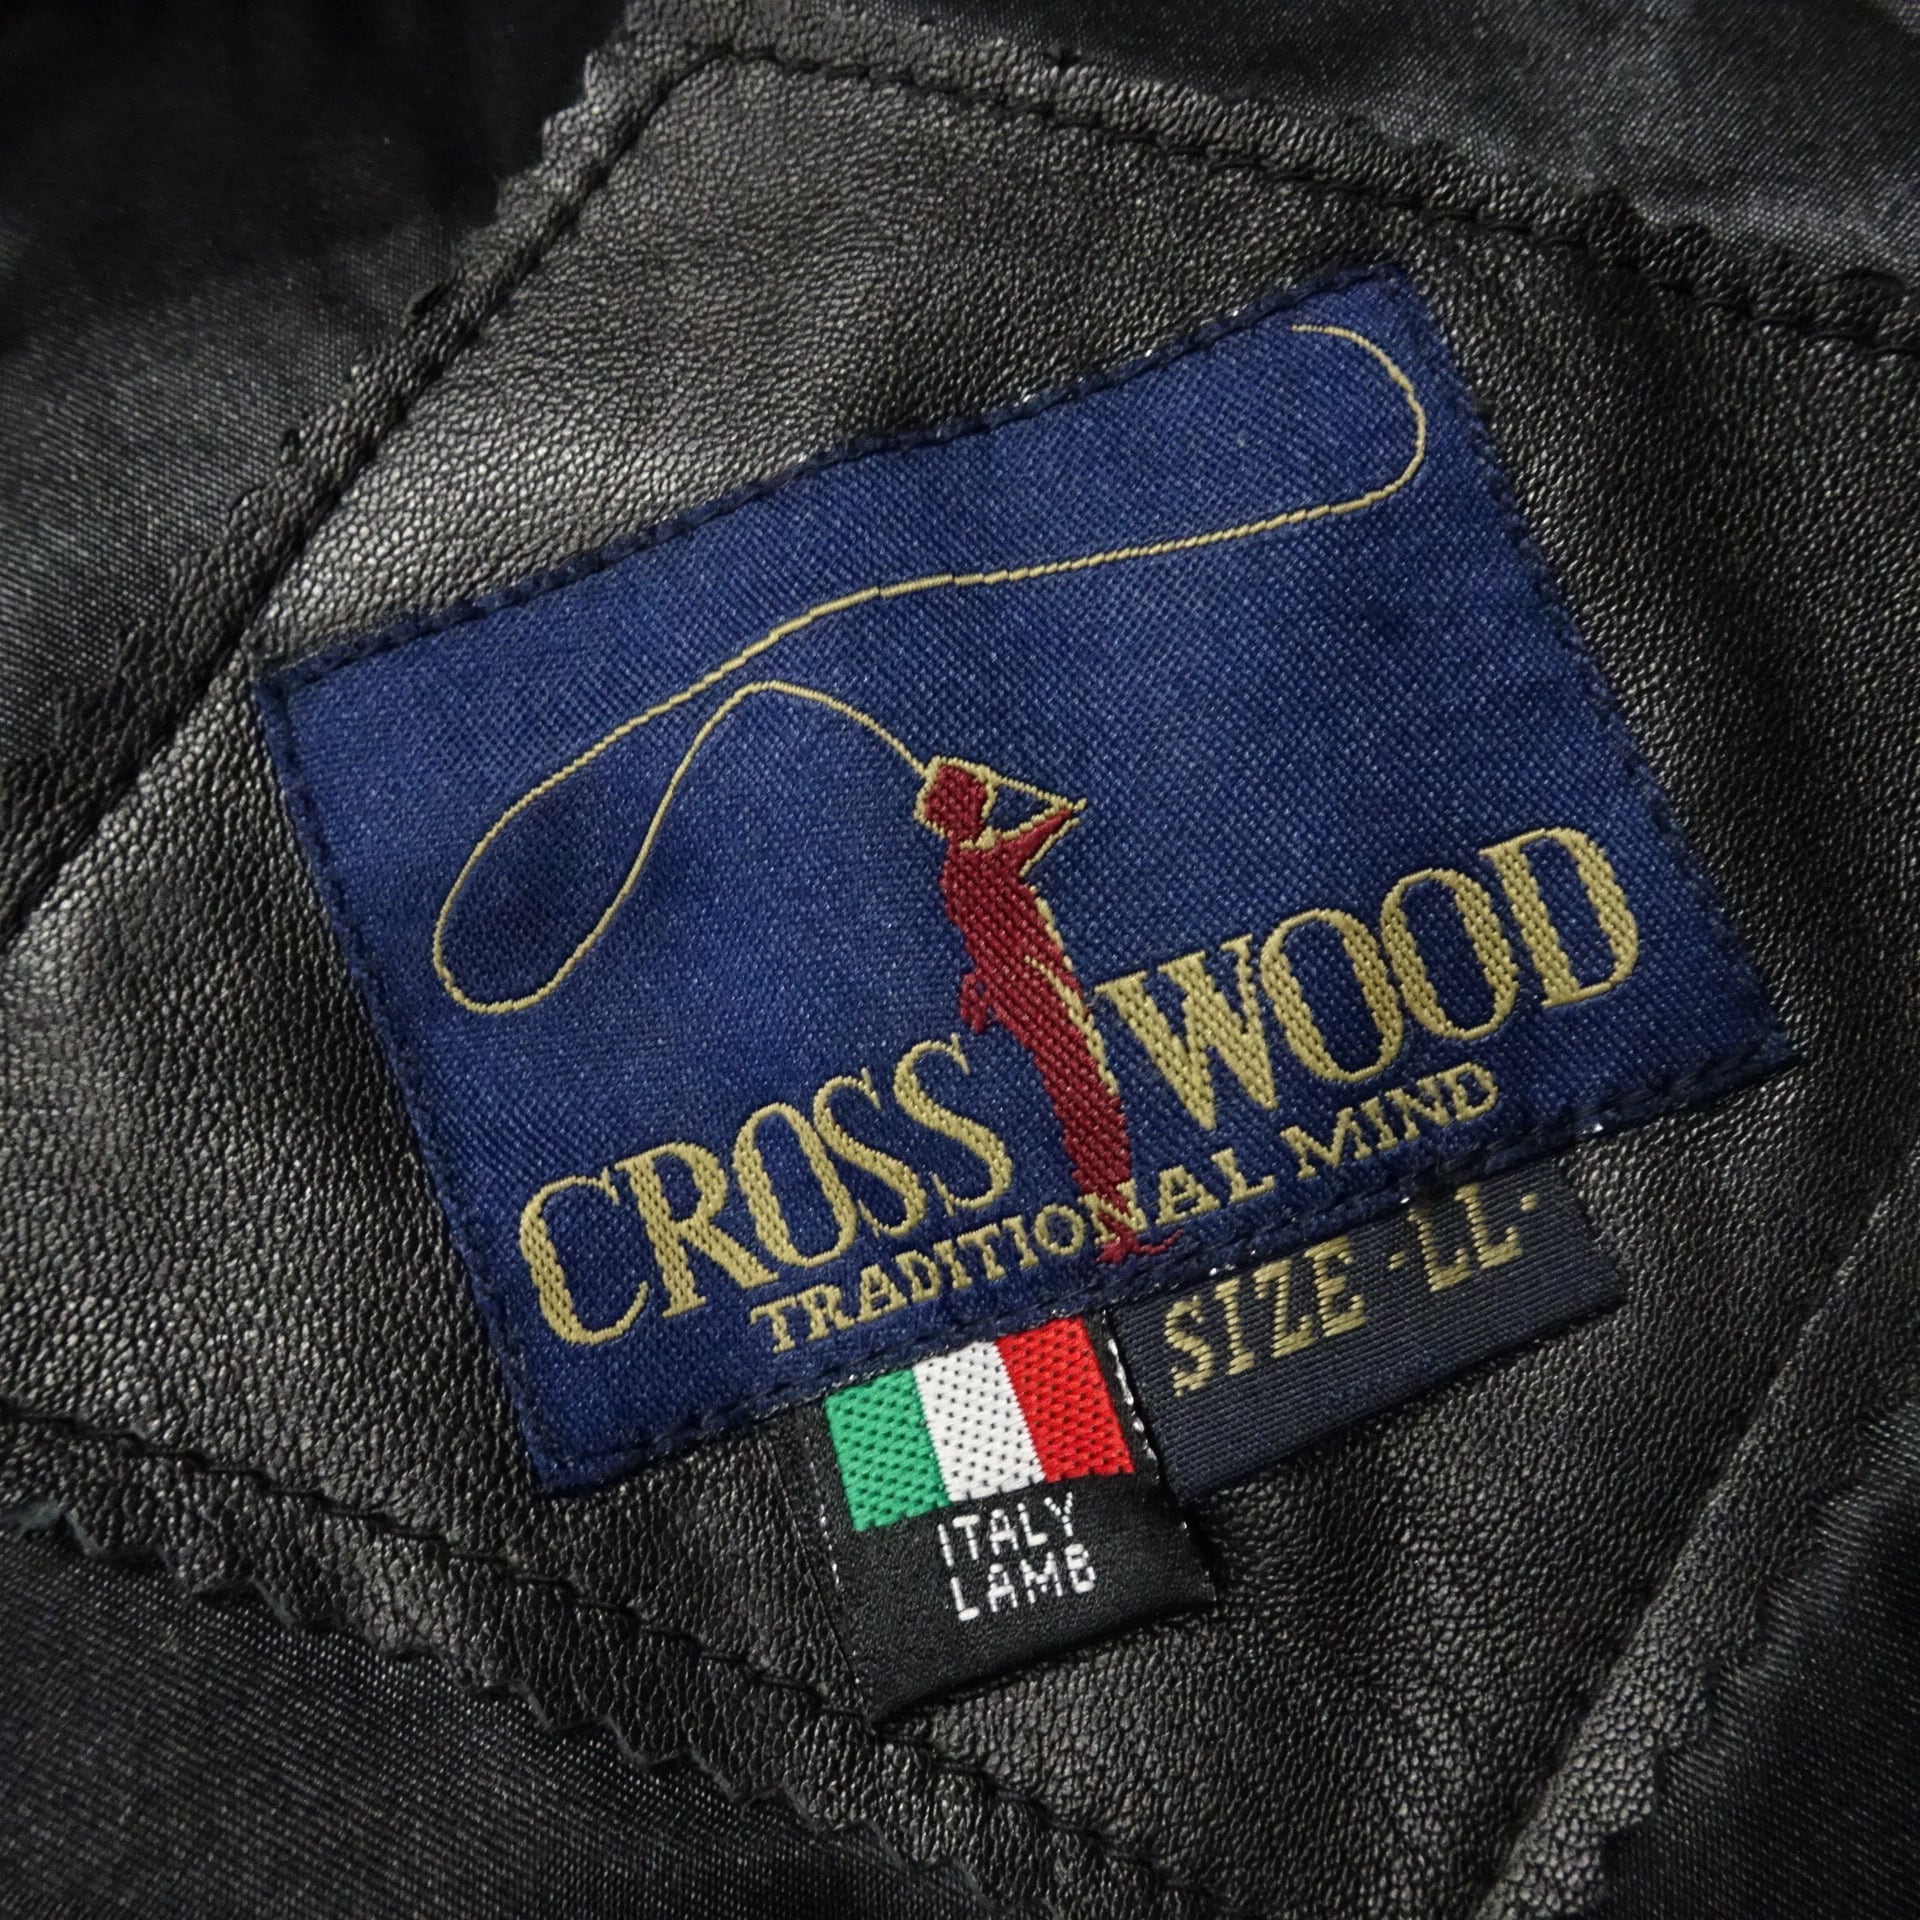 CROSS WOOD
TRADITIONAL MIND
SIZE -LL-
ITALY
LAMB